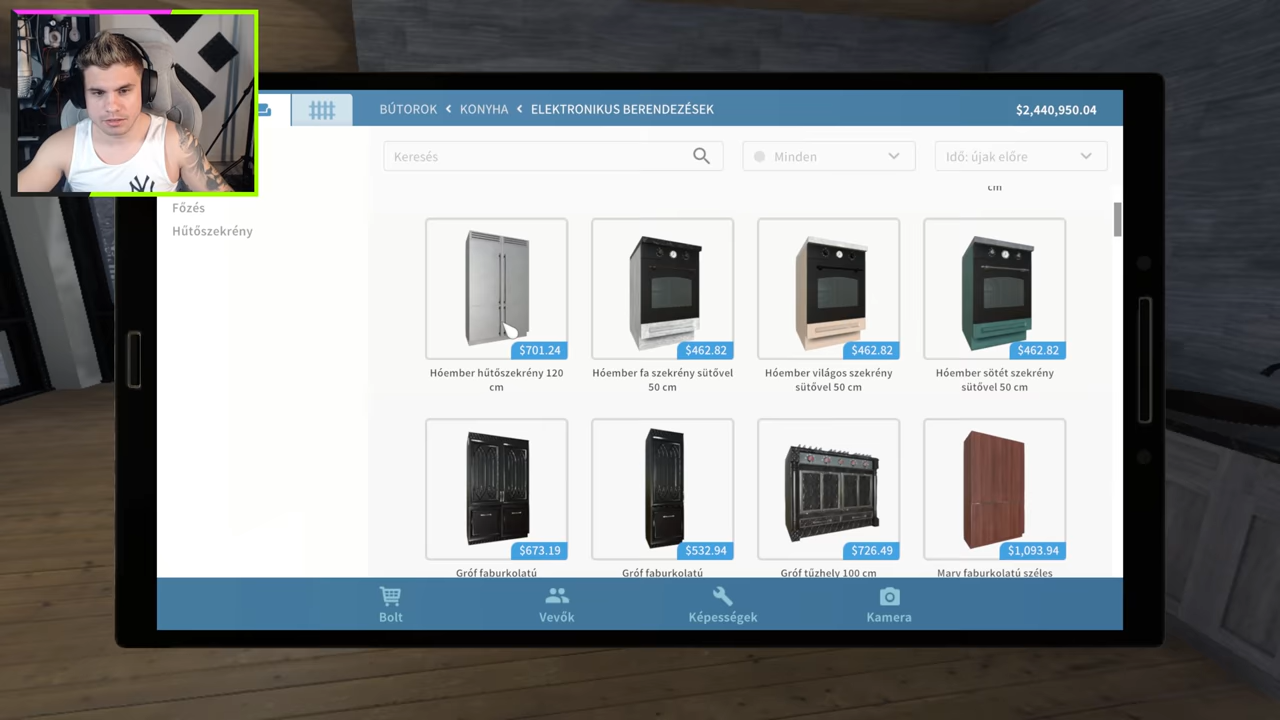 BÚTOROK < KONYHA < ELEKTRONIKUS BERENDEZÉSEK
$2,440,950.04
Keresés
Minden
Idő: újak előre
Főzés
Hűtőszekrény
cm
$701.24
$462.82
$462.82
$462.82
Hóember hűtőszekrény 120
cm
Hóember fa szekrény sütővel
50 cm
Hóember világos szekrény
sütővel 50 cm
Hóember sötét szekrény
sütővel 50 cm
$673.19
$532.94
$726.49
$1,093.94
Gróf faburkolatú
Gróf faburkolatú
Gróf tűzhely 100 cm
Mary faburkolatú széles
Bolt
Vevők
Képességek
Kamera